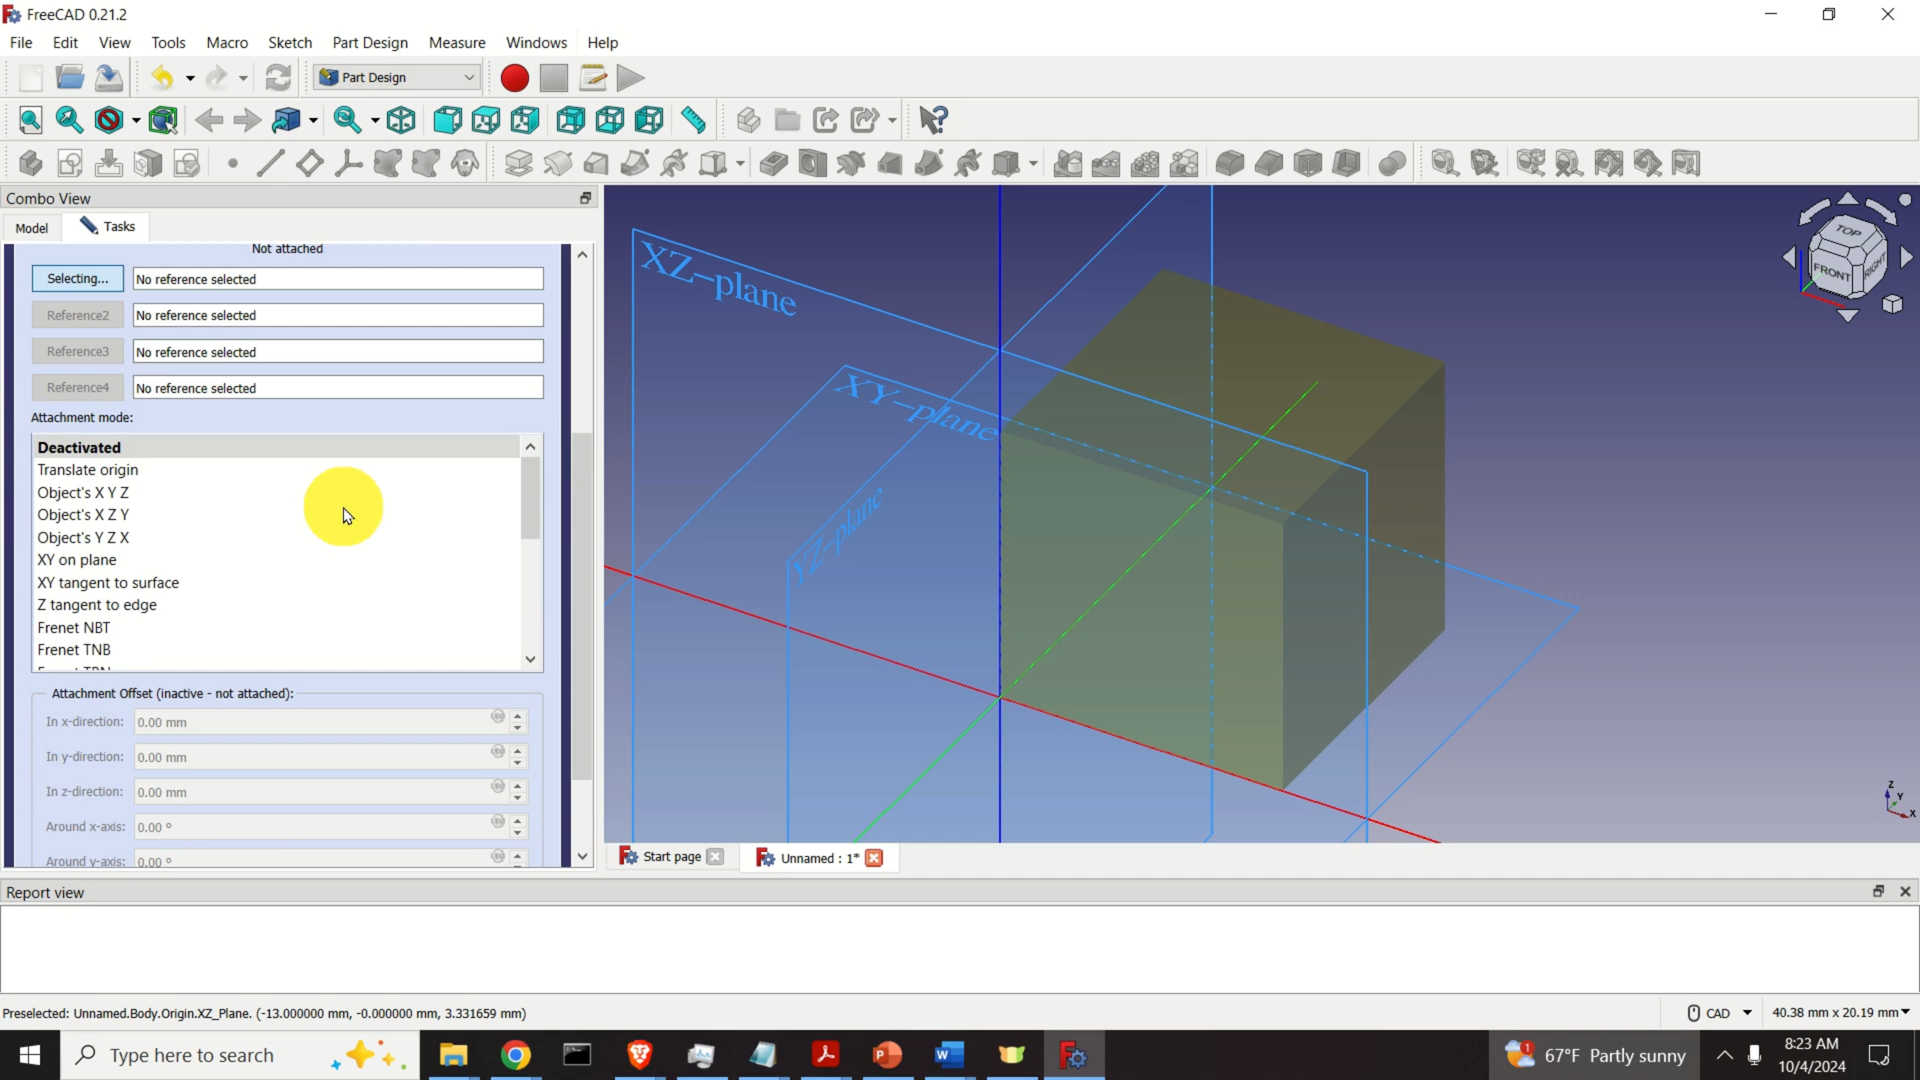 FreeCAD 0.21.2
File Edit View Tools Macro Sketch Part Design Measure Windows Help
Part Design
Combo View
Model Tasks
Not attached
Selecting... No reference selected
Reference2 No reference selected
Reference3 No reference selected
Reference4 No reference selected
Attachment mode:
Deactivated
Translate origin
Object's X Y Z
Object's X Z Y
Object's Y Z X
XY on plane
XY tangent to surface
Z tangent to edge
Frenet NBT
Frenet TNB
Attachment Offset (inactive - not attached):
In x-direction: 0.00 mm
In y-direction: 0.00 mm
In z-direction: 0.00 mm
Around x-axis: 0.00 °
Around y-axis: 0.00 °
XZ-plane
XY-plane
YZ-plane
TOP
FRONT
RIGHT
Z
Y
X
Start page Unnamed : 1*
Report view
Preselected: Unnamed.Body.Origin.XZ_Plane. (-13.000000 mm, -0.000000 mm, 3.331659 mm)
CAD 40.38 mm x 20.19 mm
Type here to search
1
67°F Partly sunny
8:23 AM
10/4/2024